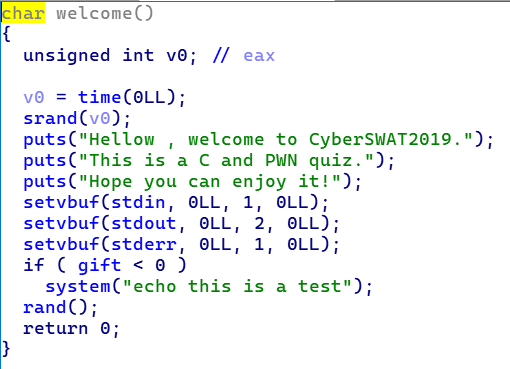 char welcome()
{
  unsigned int v0; // eax

  v0 = time(0LL);
  srand(v0);
  puts("Hellow , welcome to CyberSWAT2019.");
  puts("This is a C and PWN quiz.");
  puts("Hope you can enjoy it!");
  setvbuf(stdin, 0LL, 1, 0LL);
  setvbuf(stdout, 0LL, 2, 0LL);
  setvbuf(stderr, 0LL, 1, 0LL);
  if ( gift < 0 )
    system("echo this is a test");
  rand();
  return 0;
}